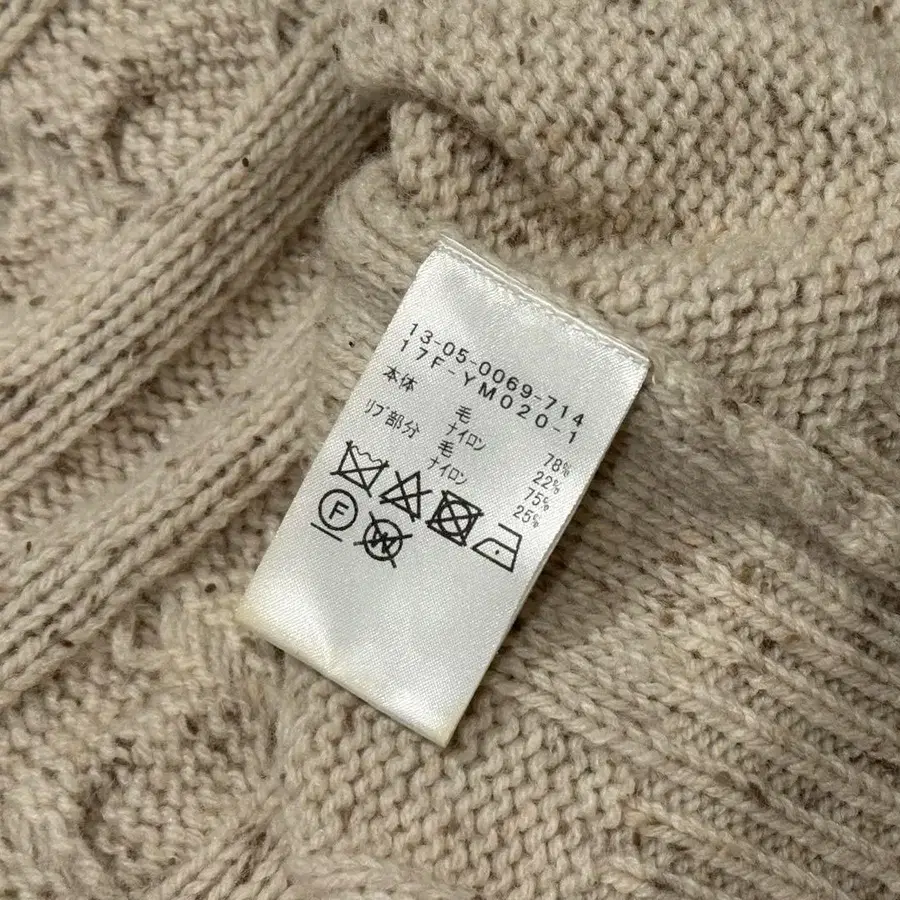 13-05-0069-714
17F-YM020-1
本体 毛 78%
ナイロン 22%
リブ部分 毛 75%
ナイロン 25%
F W